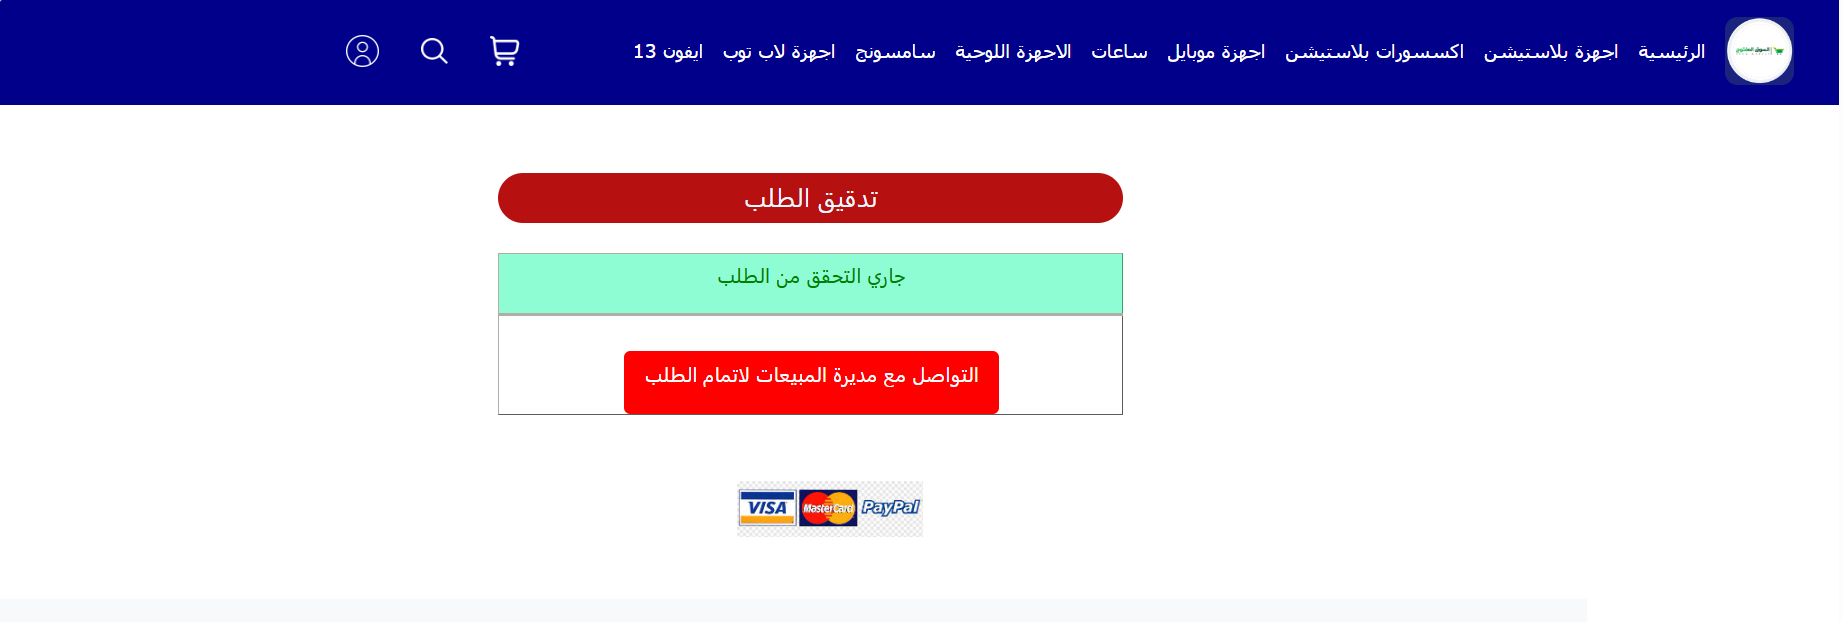 الرئيسية اجهزة بلاستيشن اكسسورات بلاستيشن اجهزة موبايل ساعات الاجهزة اللوحية سامسونج اجهزة لاب توب ايفون 13
تدقيق الطلب
جاري التحقق من الطلب
التواصل مع مديرة المبيعات لاتمام الطلب
VISA MasterCard PayPal